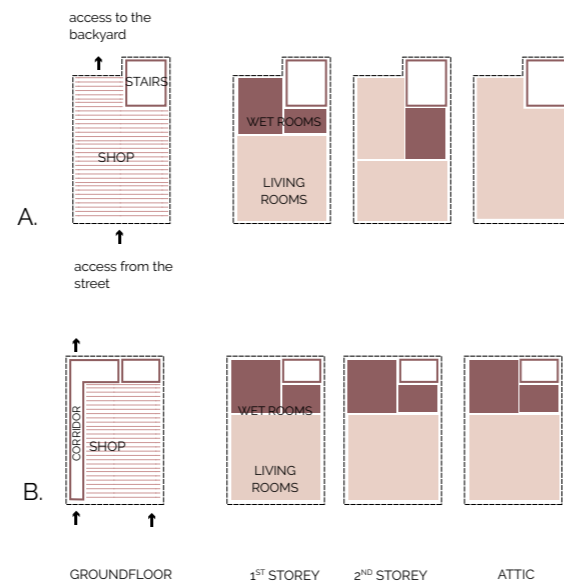 access to the
backyard
STAIRS
SHOP
WET ROOMS
LIVING
ROOMS
A.
access from the
street
CORRIDOR
SHOP
WET ROOMS
LIVING
ROOMS
B.
GROUNDFLOOR
1ST STOREY
2ND STOREY
ATTIC